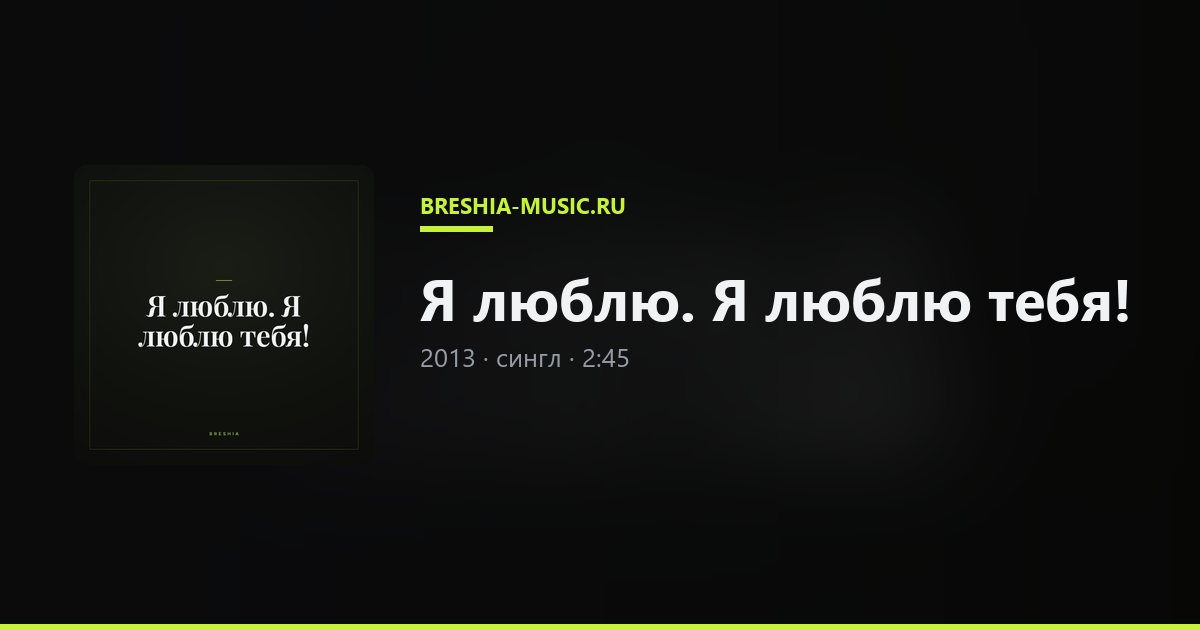 Я люблю. Я
люблю тебя!
BRESHIA
BRESHIA-MUSIC.RU
Я люблю. Я люблю тебя!
2013 · сингл · 2:45